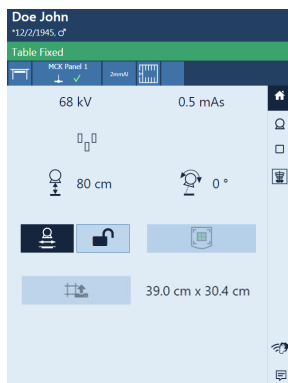 Doe John
*12/2/1945, ♂
Table Fixed
MCK Panel 1
2mmAl
68 kV
0.5 mAs
80 cm
0 °
39.0 cm x 30.4 cm